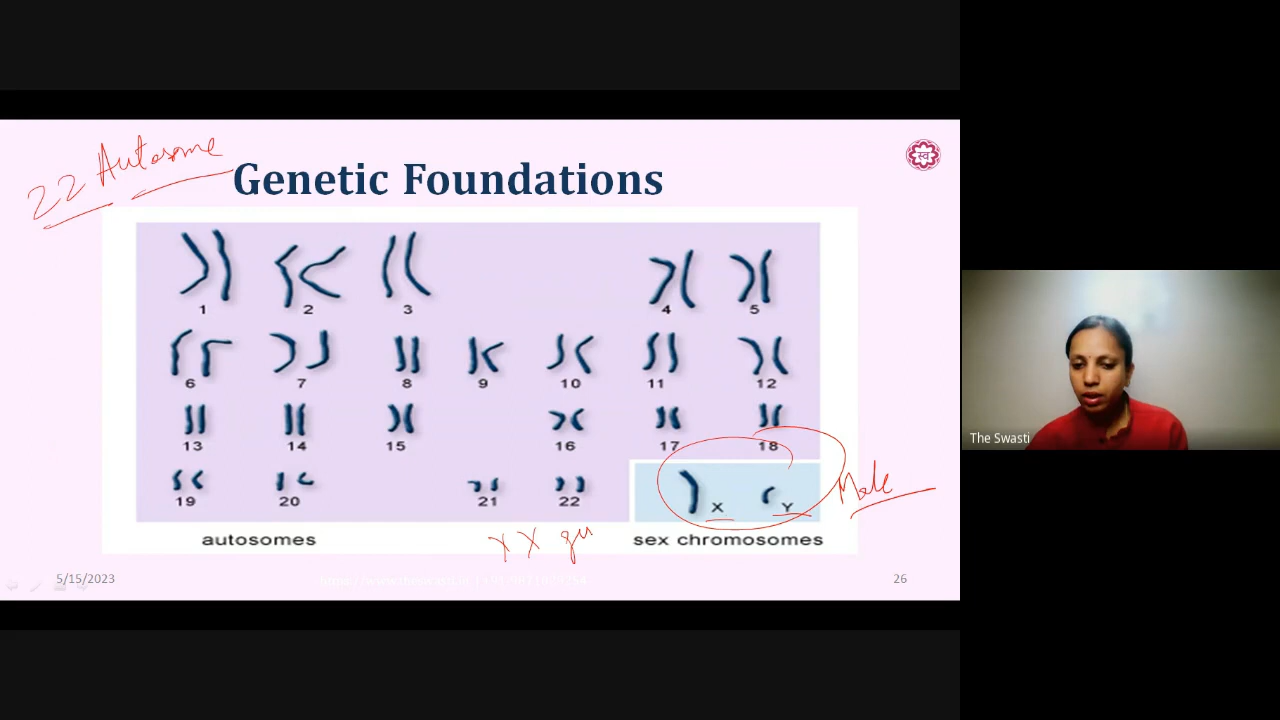 22 Autosome
Genetic Foundations
स्व
1 2 3 4 5
6 7 8 9 10 11 12
13 14 15 16 17 18
19 20 21 22 X Y
Male
autosomes sex chromosomes
XX
5/15/2023 26
The Swasti